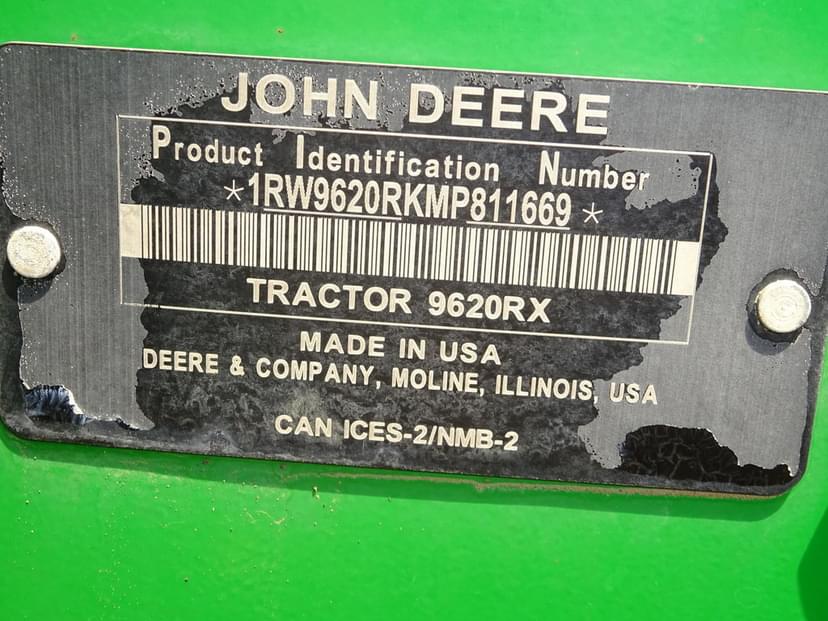 JOHN DEERE
Product Identification Number
*1RW9620RKMP811669*
TRACTOR 9620RX
MADE IN USA
DEERE & COMPANY, MOLINE, ILLINOIS, USA
CAN ICES-2/NMB-2